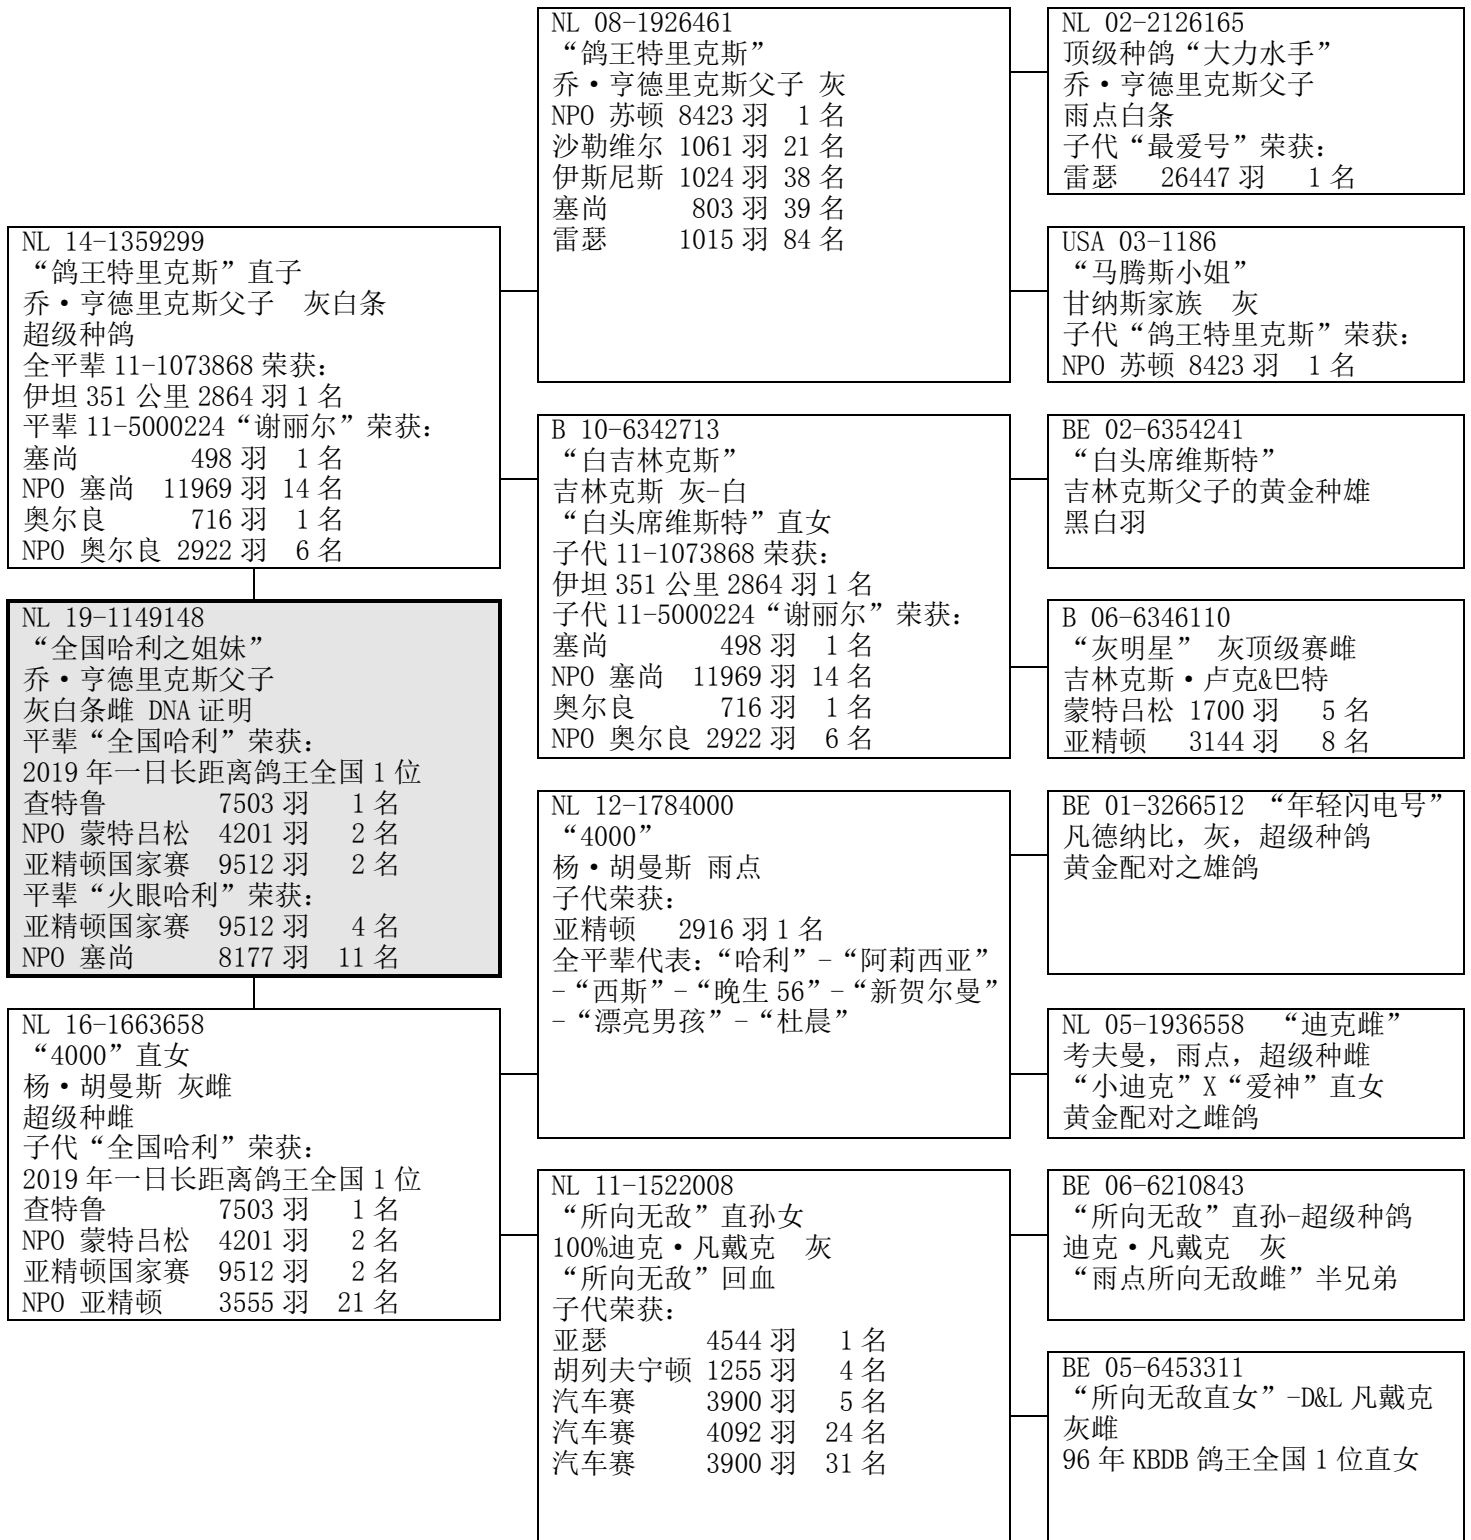 NL 14-1359299
“鸽王特里克斯”直子
乔·亨德里克斯父子 灰白条
超级种鸽
全平辈 11-1073868 荣获:
伊坦 351 公里 2864 羽 1 名
平辈 11-5000224“谢丽尔”荣获:
塞尚 498 羽 1 名
NPO 塞尚 11969 羽 14 名
奥尔良 716 羽 1 名
NPO 奥尔良 2922 羽 6 名
NL 19-1149148
“全国哈利之姐妹”
乔·亨德里克斯父子
灰白条雌 DNA 证明
平辈“全国哈利”荣获:
2019 年一日长距离鸽王全国 1 位
查特鲁 7503 羽 1 名
NPO 蒙特吕松 4201 羽 2 名
亚精顿国家赛 9512 羽 2 名
平辈“火眼哈利”荣获:
亚精顿国家赛 9512 羽 4 名
NPO 塞尚 8177 羽 11 名
NL 16-1663658
“4000”直女
杨·胡曼斯 灰雌
超级种雌
子代“全国哈利”荣获:
2019 年一日长距离鸽王全国 1 位
查特鲁 7503 羽 1 名
NPO 蒙特吕松 4201 羽 2 名
亚精顿国家赛 9512 羽 2 名
NPO 亚精顿 3555 羽 21 名
NL 08-1926461
“鸽王特里克斯”
乔·亨德里克斯父子 灰
NPO 苏顿 8423 羽 1 名
沙勒维尔 1061 羽 21 名
伊斯尼斯 1024 羽 38 名
塞尚 803 羽 39 名
雷瑟 1015 羽 84 名
B 10-6342713
“白吉林克斯”
吉林克斯 灰-白
“白头席维斯特”直女
子代 11-1073868 荣获:
伊坦 351 公里 2864 羽 1 名
子代 11-5000224“谢丽尔”荣获:
塞尚 498 羽 1 名
NPO 塞尚 11969 羽 14 名
奥尔良 716 羽 1 名
NPO 奥尔良 2922 羽 6 名
NL 12-1784000
“4000”
杨·胡曼斯 雨点
子代荣获:
亚精顿 2916 羽 1 名
全平辈代表:“哈利”-“阿莉西亚”
-“西斯”-“晚生 56”-“新贺尔曼”
-“漂亮男孩”-“杜晨”
NL 11-1522008
“所向无敌”直孙女
100%迪克·凡戴克 灰
“所向无敌”回血
子代荣获:
亚瑟 4544 羽 1 名
胡列夫宁顿 1255 羽 4 名
汽车赛 3900 羽 5 名
汽车赛 4092 羽 24 名
汽车赛 3900 羽 31 名
NL 02-2126165
顶级种鸽“大力水手”
乔·亨德里克斯父子
雨点白条
子代“最爱号”荣获:
雷瑟 26447 羽 1 名
USA 03-1186
“马腾斯小姐”
甘纳斯家族 灰
子代“鸽王特里克斯”荣获:
NPO 苏顿 8423 羽 1 名
BE 02-6354241
“白头席维斯特”
吉林克斯父子的黄金种雄
黑白羽
B 06-6346110
“灰明星” 灰顶级赛雌
吉林克斯·卢克&巴特
蒙特吕松 1700 羽 5 名
亚精顿 3144 羽 8 名
BE 01-3266512 “年轻闪电号”
凡德纳比, 灰, 超级种鸽
黄金配对之雄鸽
NL 05-1936558 “迪克雌”
考夫曼, 雨点, 超级种雌
“小迪克”X“爱神”直女
黄金配对之雌鸽
BE 06-6210843
“所向无敌”直孙-超级种鸽
迪克·凡戴克 灰
“雨点所向无敌雌”半兄弟
BE 05-6453311
“所向无敌直女”-D&L 凡戴克
灰雌
96 年 KBDB 鸽王全国 1 位直女